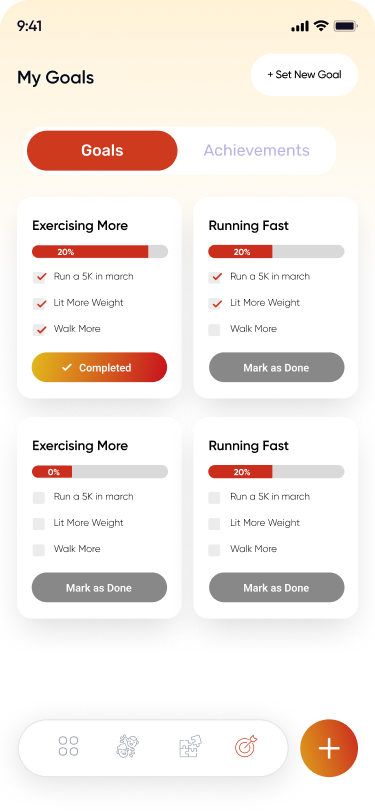 9:41
My Goals
+ Set New Goal
Goals
Achievements
Exercising More
20%
Run a 5K in march
Lit More Weight
Walk More
Completed
Running Fast
20%
Run a 5K in march
Lit More Weight
Walk More
Mark as Done
Exercising More
0%
Run a 5K in march
Lit More Weight
Walk More
Mark as Done
Running Fast
20%
Run a 5K in march
Lit More Weight
Walk More
Mark as Done